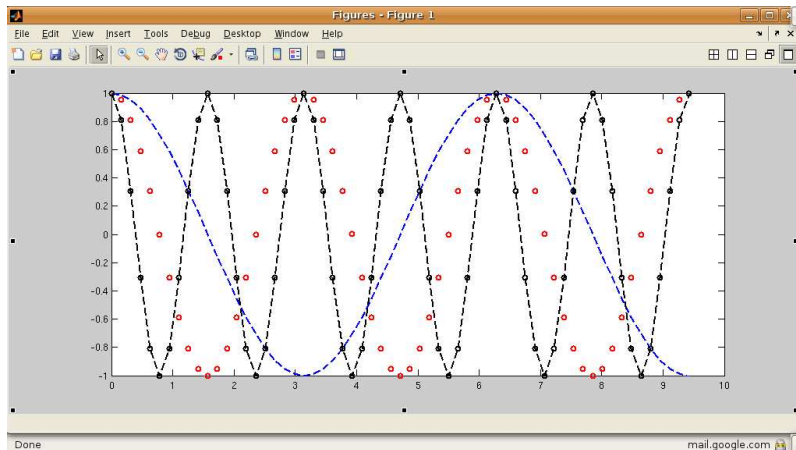 Figures - Figure 1
File Edit View Insert Tools Debug Desktop Window Help
1
0.8
0.6
0.4
0.2
0
-0.2
-0.4
-0.6
-0.8
-1
0 1 2 3 4 5 6 7 8 9 10
Done mail.google.com